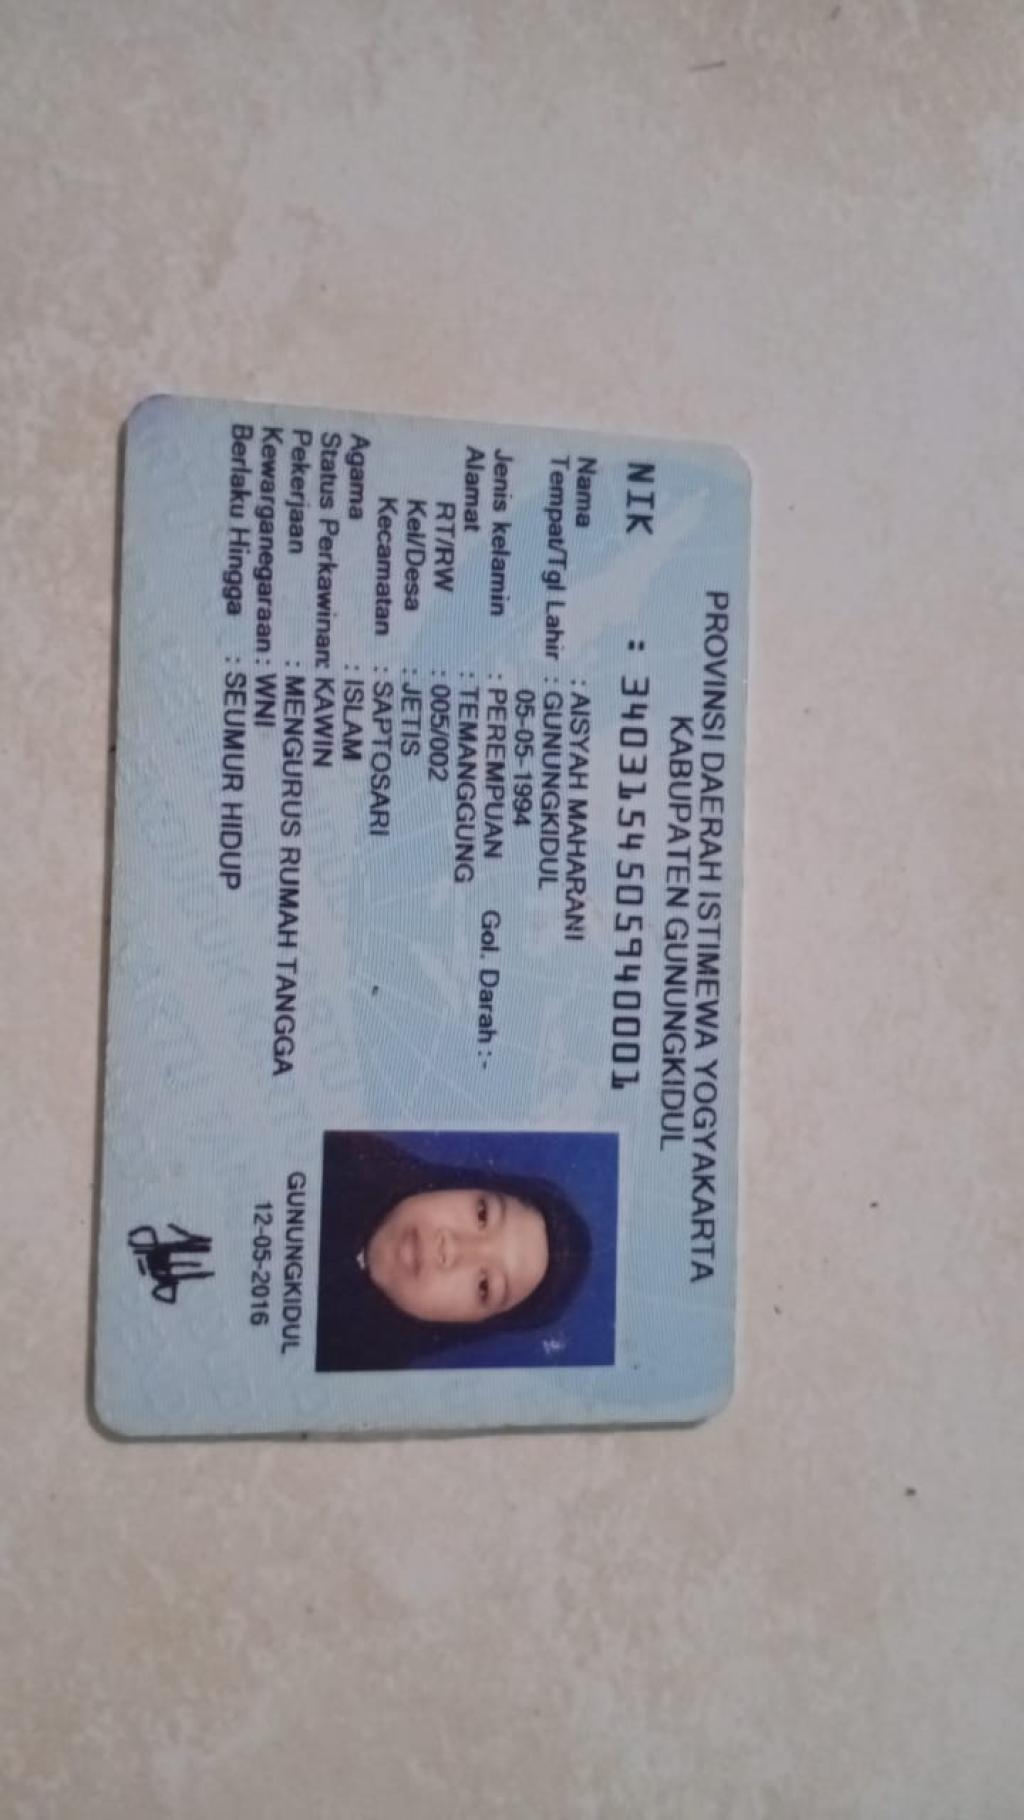 PROVINSI DAERAH ISTIMEWA YOGYAKARTA
KABUPATEN GUNUNGKIDUL
NIK : 3403154505940001
Nama : AISYAH MAHARANI
Tempat/Tgl Lahir : GUNUNGKIDUL
05-05-1994
Jenis kelamin : PEREMPUAN Gol. Darah :-
Alamat : TEMANGGUNG
RT/RW : 005/002
Kel/Desa : JETIS
Kecamatan : SAPTOSARI
Agama : ISLAM
Status Perkawinan: KAWIN
Pekerjaan : MENGURUS RUMAH TANGGA
Kewarganegaraan : WNI
Berlaku Hingga : SEUMUR HIDUP
GUNUNGKIDUL
12-05-2016